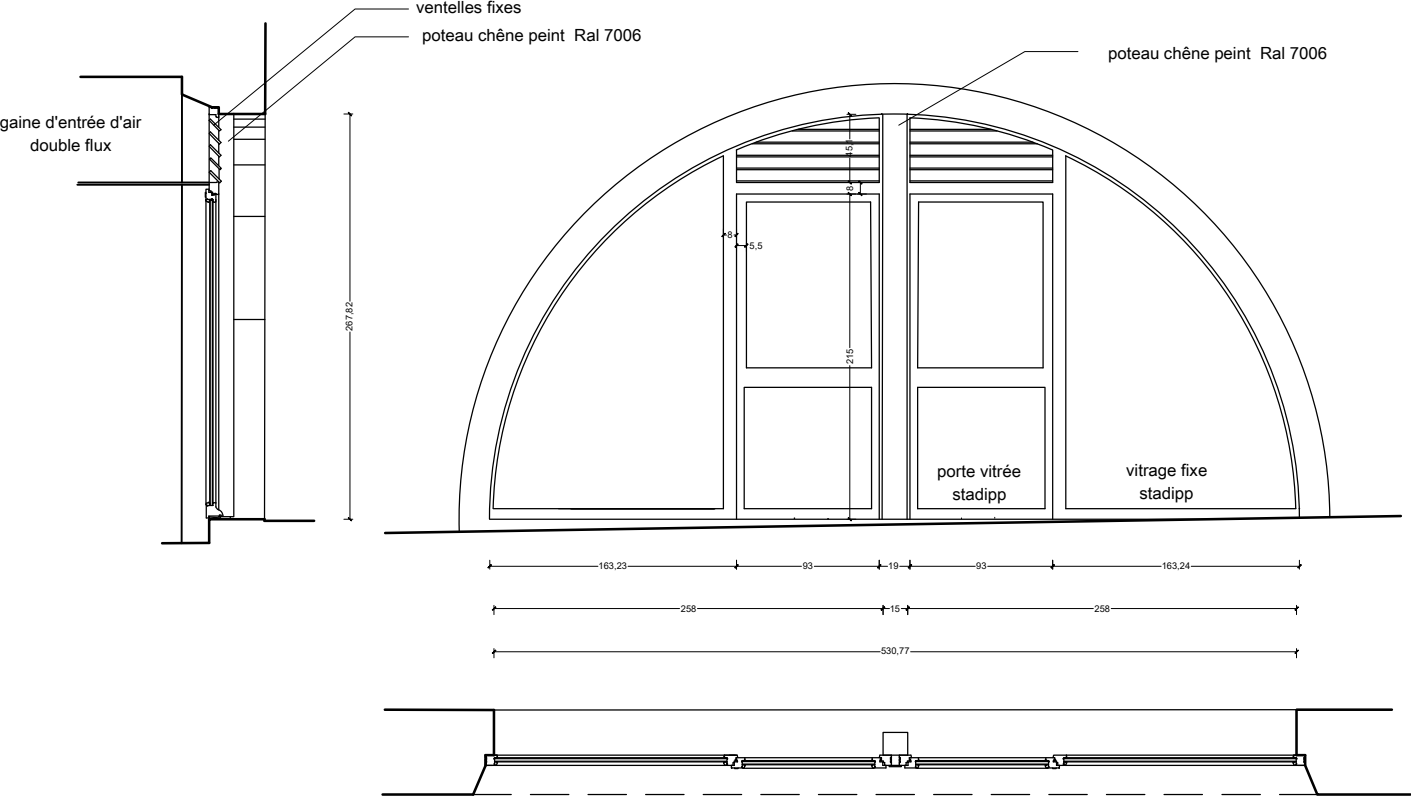 ventelles fixes
poteau chêne peint Ral 7006
poteau chêne peint Ral 7006
gaine d'entrée d'air
double flux
45,1
8
8
5,5
267,82
215
porte vitrée
stadipp
vitrage fixe
stadipp
163,23
93
19
93
163,24
258
15
258
530,77